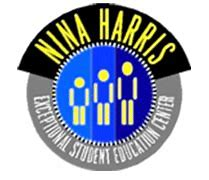 NINA HARRIS
EXCEPTIONAL STUDENT EDUCATION CENTER